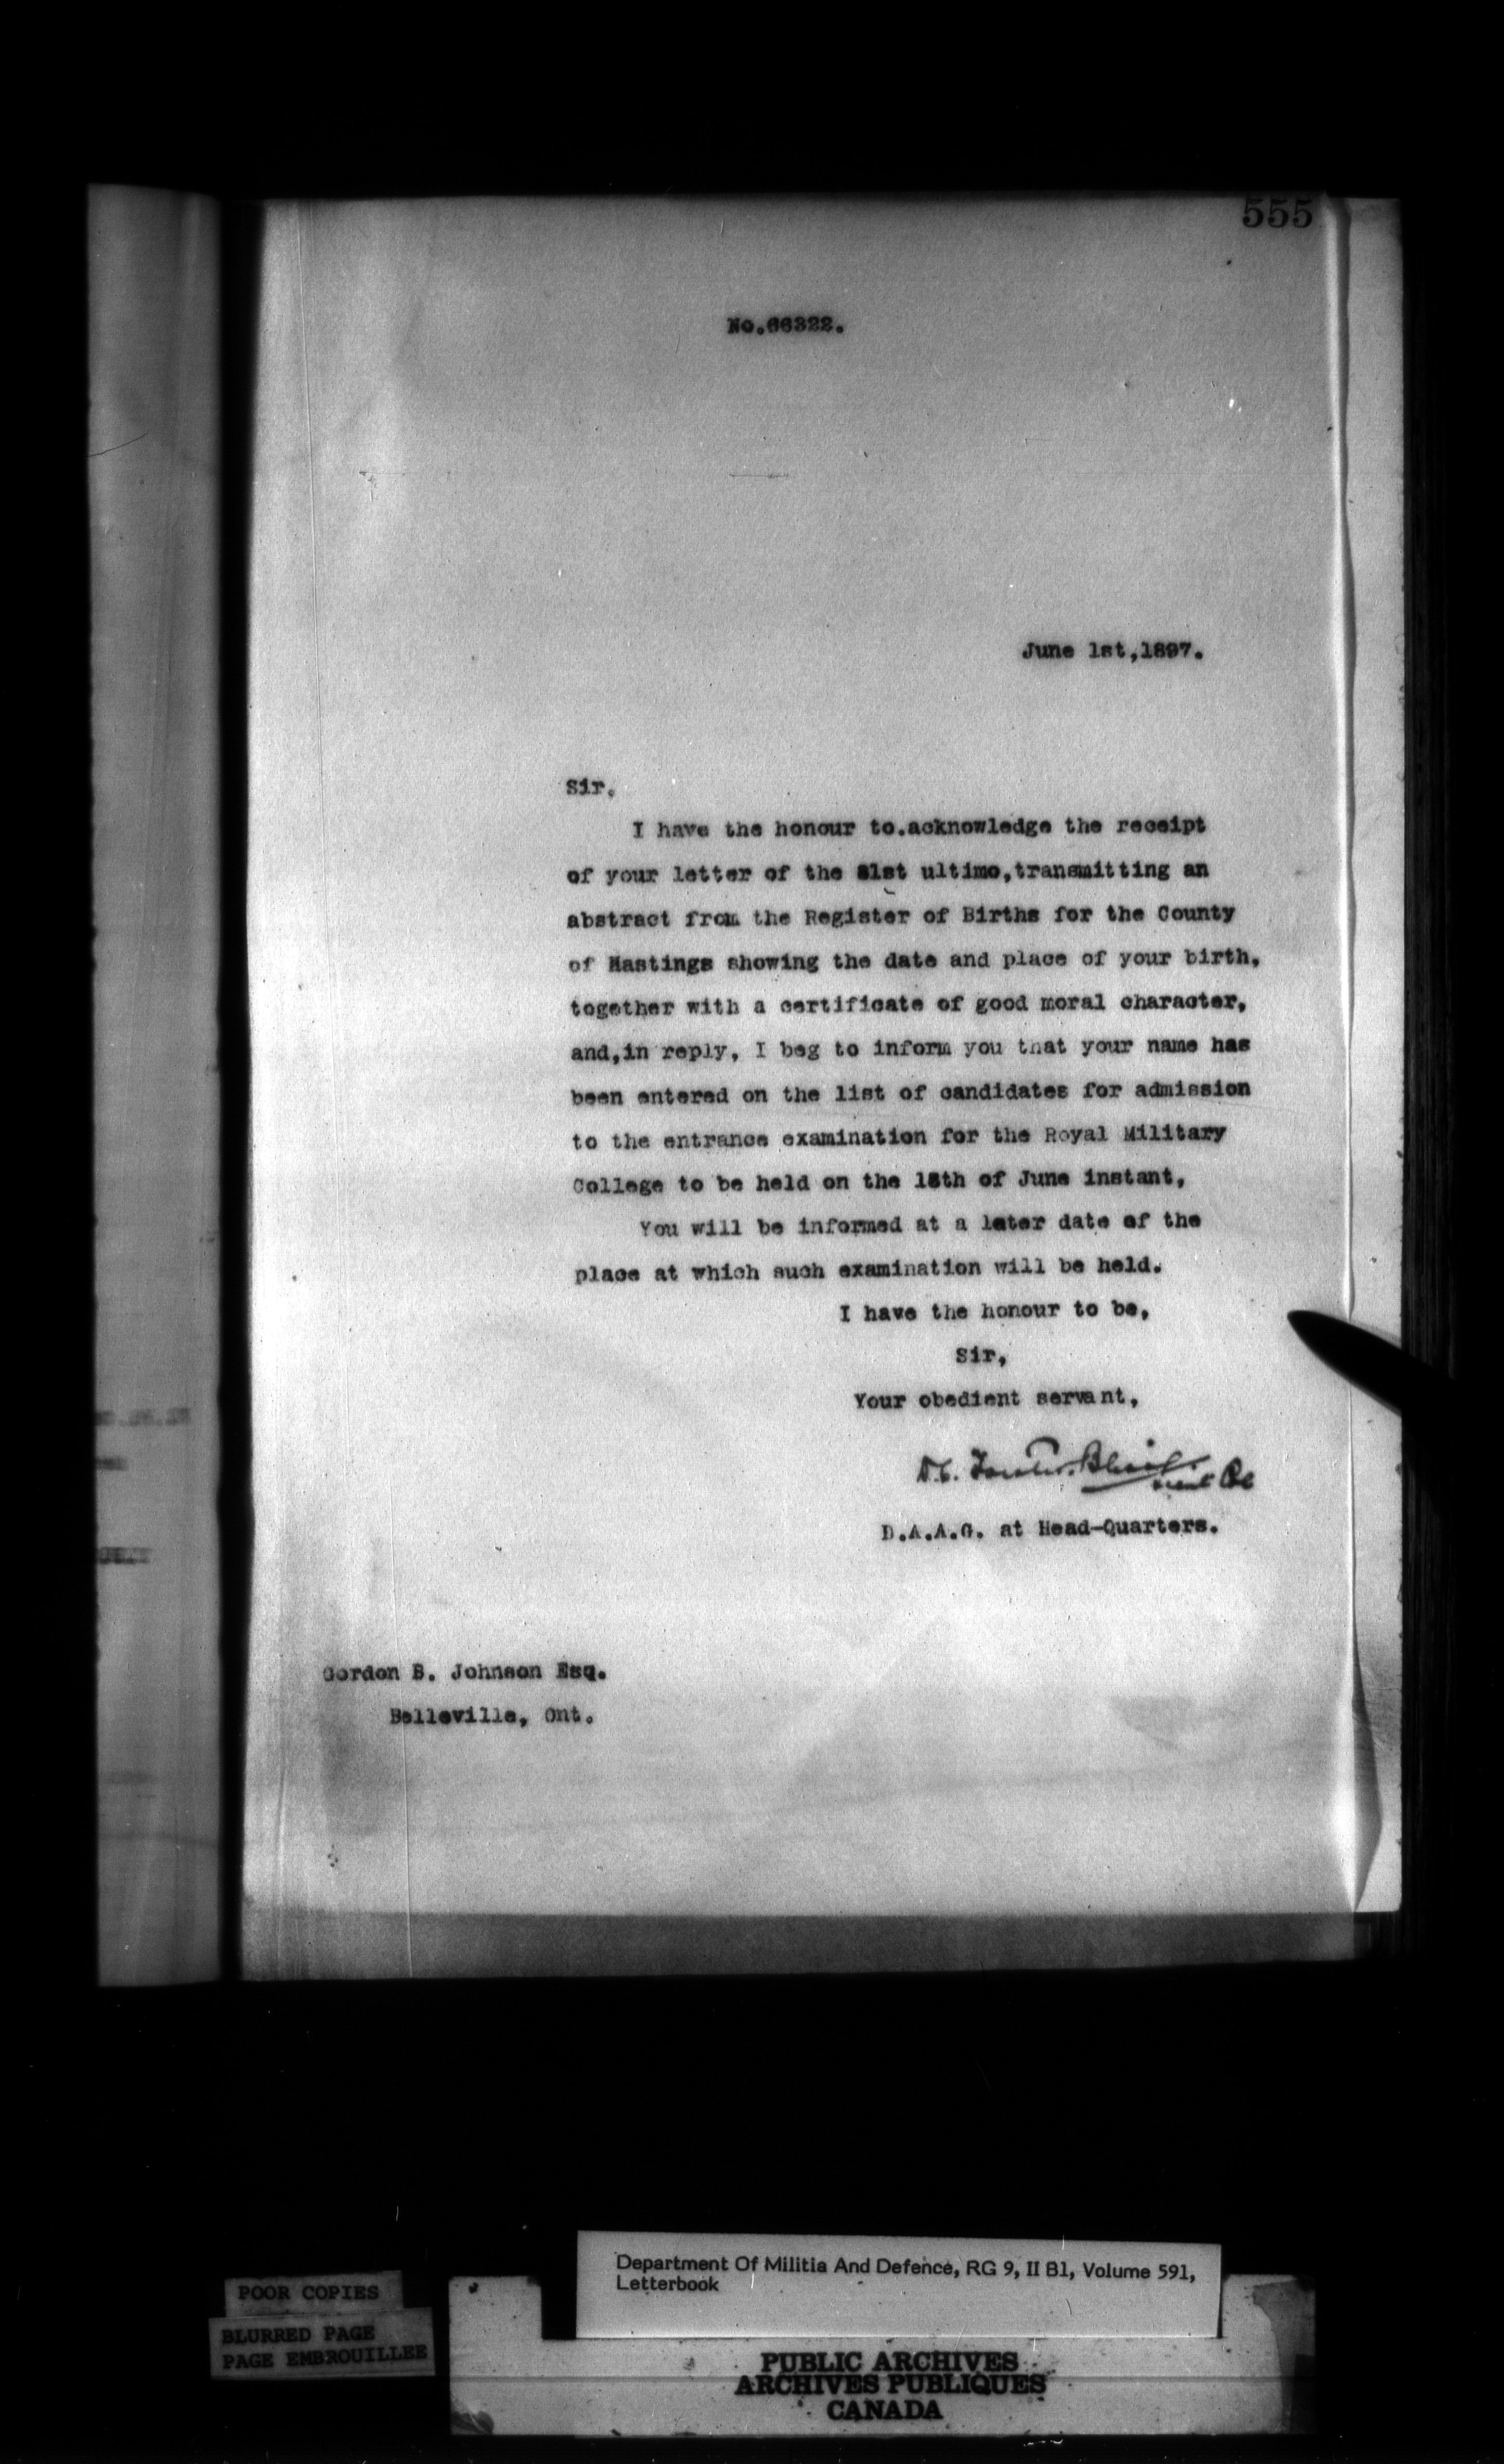 555
No.66322.
June 1st,1897.
Sir.
I have the honour to.acknowledge the receipt
of your letter of the 31st ultimo,transmitting an
abstract from the Register of Births for the County
of Hastings showing the date and place of your birth,
together with a certificate of good moral character,
and,in reply, I beg to inform you that your name has
been entered on the list of candidates for admission
to the entrance examination for the Royal Military
College to be held on the 15th of June instant,
You will be informed at a later date of the
place at which such examination will be held.
I have the honour to be,
Sir,
Your obedient servant,
D.A.A.G. at Head-Quarters.
Gordon B. Johnson Esq.
Belleville, Ont.
Department Of Militia And Defence, RG 9, II B1, Volume 591,
Letterbook
POOR COPIES
BLURRED PAGE
PAGE EMBROUILLEE
PUBLIC ARCHIVES
ARCHIVES PUBLIQUES
CANADA